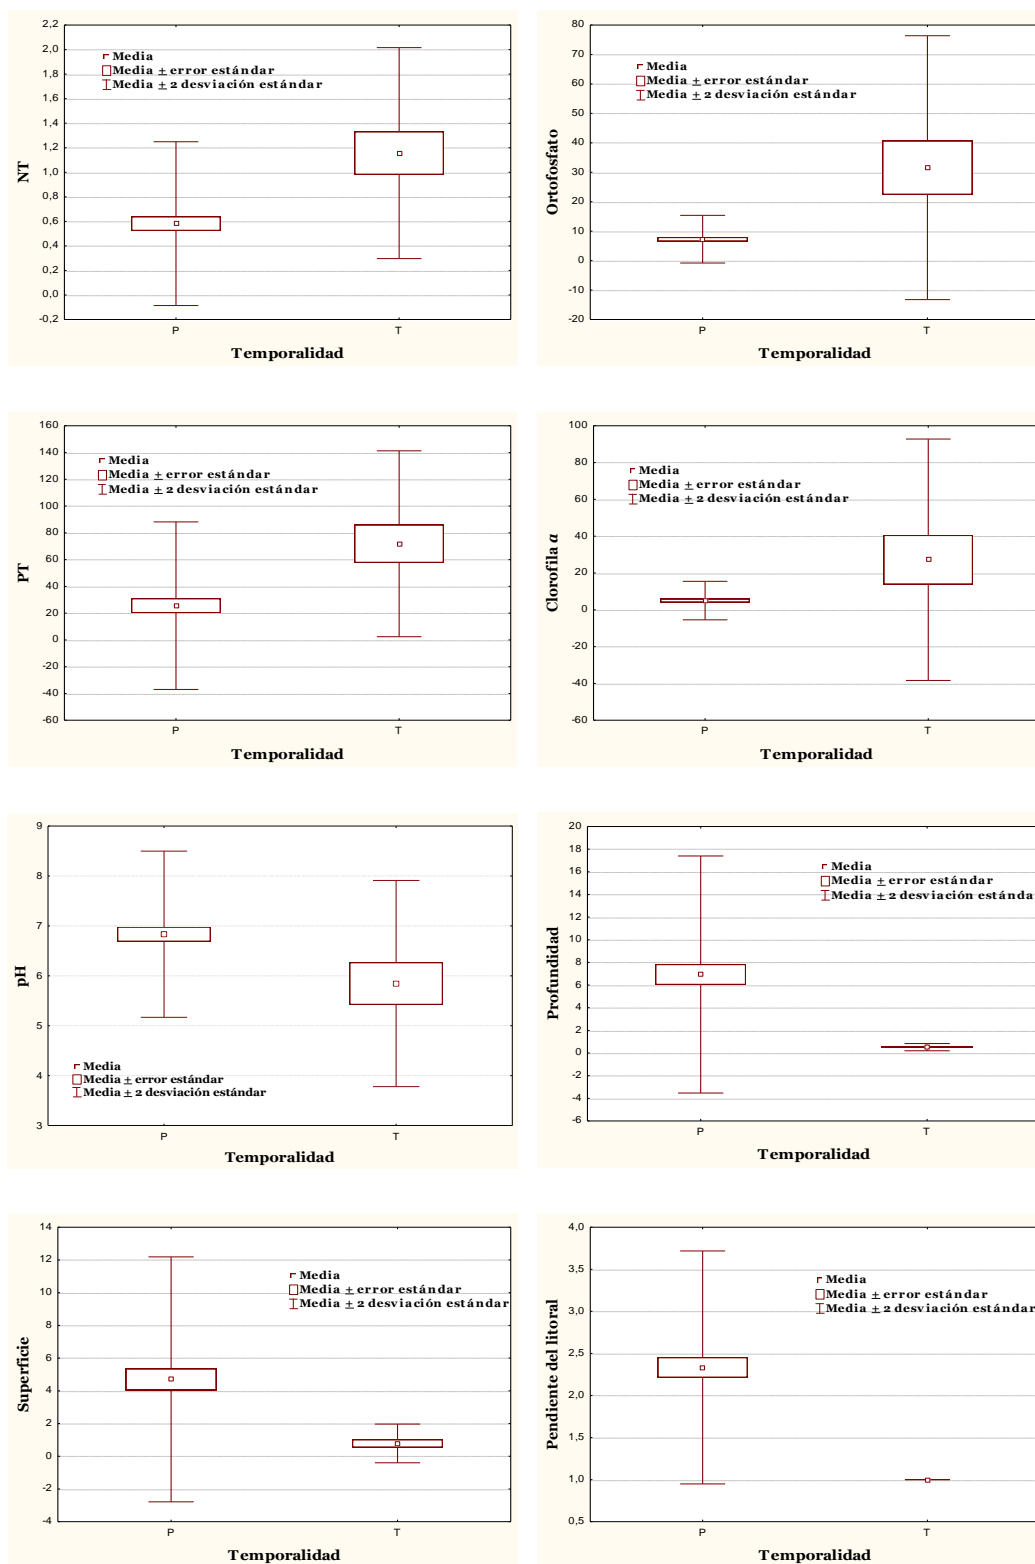 2,2
2,0
1,8
1,6
1,4
1,2
1,0
0,8
0,6
0,4
0,2
0,0
-0,2
NT
Media
Media ± error estándar
Media ± 2 desviación estándar
P T
Temporalidad
80
70
60
50
40
30
20
10
0
-10
-20
Ortofosfato
Media
Media ± error estándar
Media ± 2 desviación estándar
P T
Temporalidad
160
140
120
100
80
60
40
20
0
-20
-40
-60
PT
Media
Media ± error estándar
Media ± 2 desviación estándar
P T
Temporalidad
100
80
60
40
20
0
-20
-40
-60
Clorofila a
Media
Media ± error estándar
Media ± 2 desviación estándar
P T
Temporalidad
9
8
7
6
5
4
3
pH
Media
Media ± error estándar
Media ± 2 desviación estándar
P T
Temporalidad
20
18
16
14
12
10
8
6
4
2
0
-2
-4
-6
Profundidad
Media
Media ± error estándar
Media ± 2 desviación estándar
P T
Temporalidad
14
12
10
8
6
4
2
0
-2
-4
Superficie
Media
Media ± error estándar
Media ± 2 desviación estándar
P T
Temporalidad
4,0
3,5
3,0
2,5
2,0
1,5
1,0
0,5
Pendiente del litoral
Media
Media ± error estándar
Media ± 2 desviación estándar
P T
Temporalidad